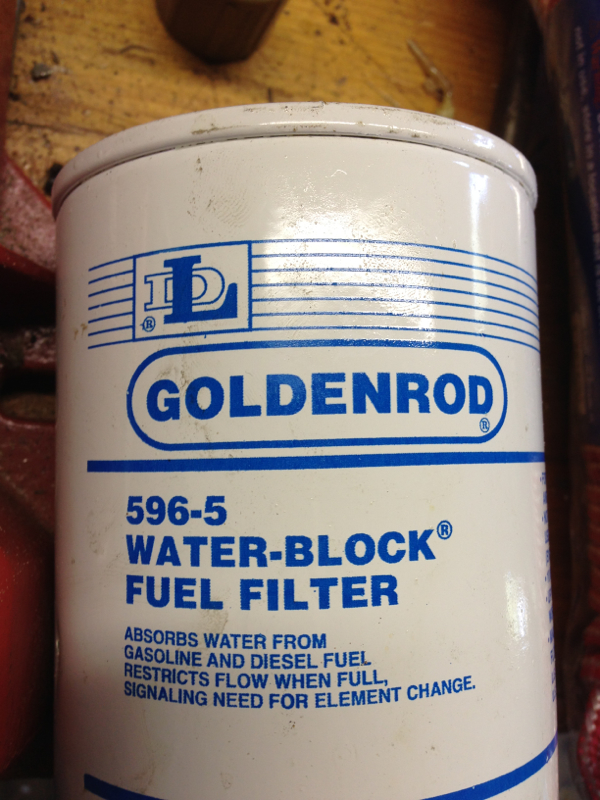 DL
®
GOLDENROD
®
596-5
WATER-BLOCK®
FUEL FILTER
ABSORBS WATER FROM
GASOLINE AND DIESEL FUEL
RESTRICTS FLOW WHEN FULL,
SIGNALING NEED FOR ELEMENT CHANGE.